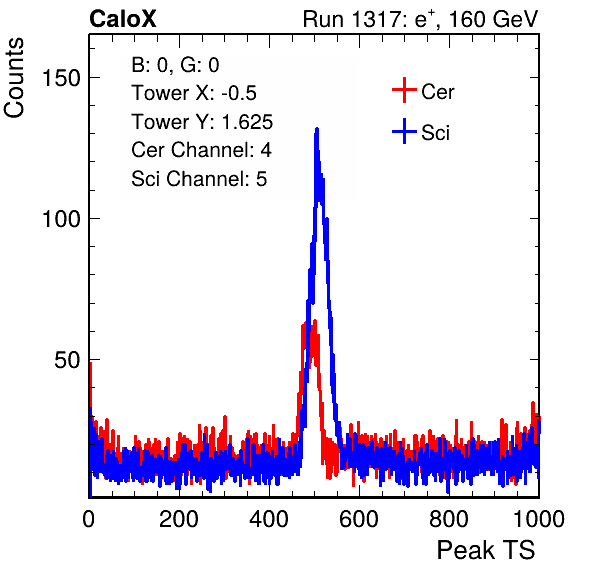 CaloX
Run 1317: e+, 160 GeV
Counts
B: 0, G: 0
Tower X: -0.5
Tower Y: 1.625
Cer Channel: 4
Sci Channel: 5
Cer
Sci
150
100
50
0 200 400 600 800 1000
Peak TS